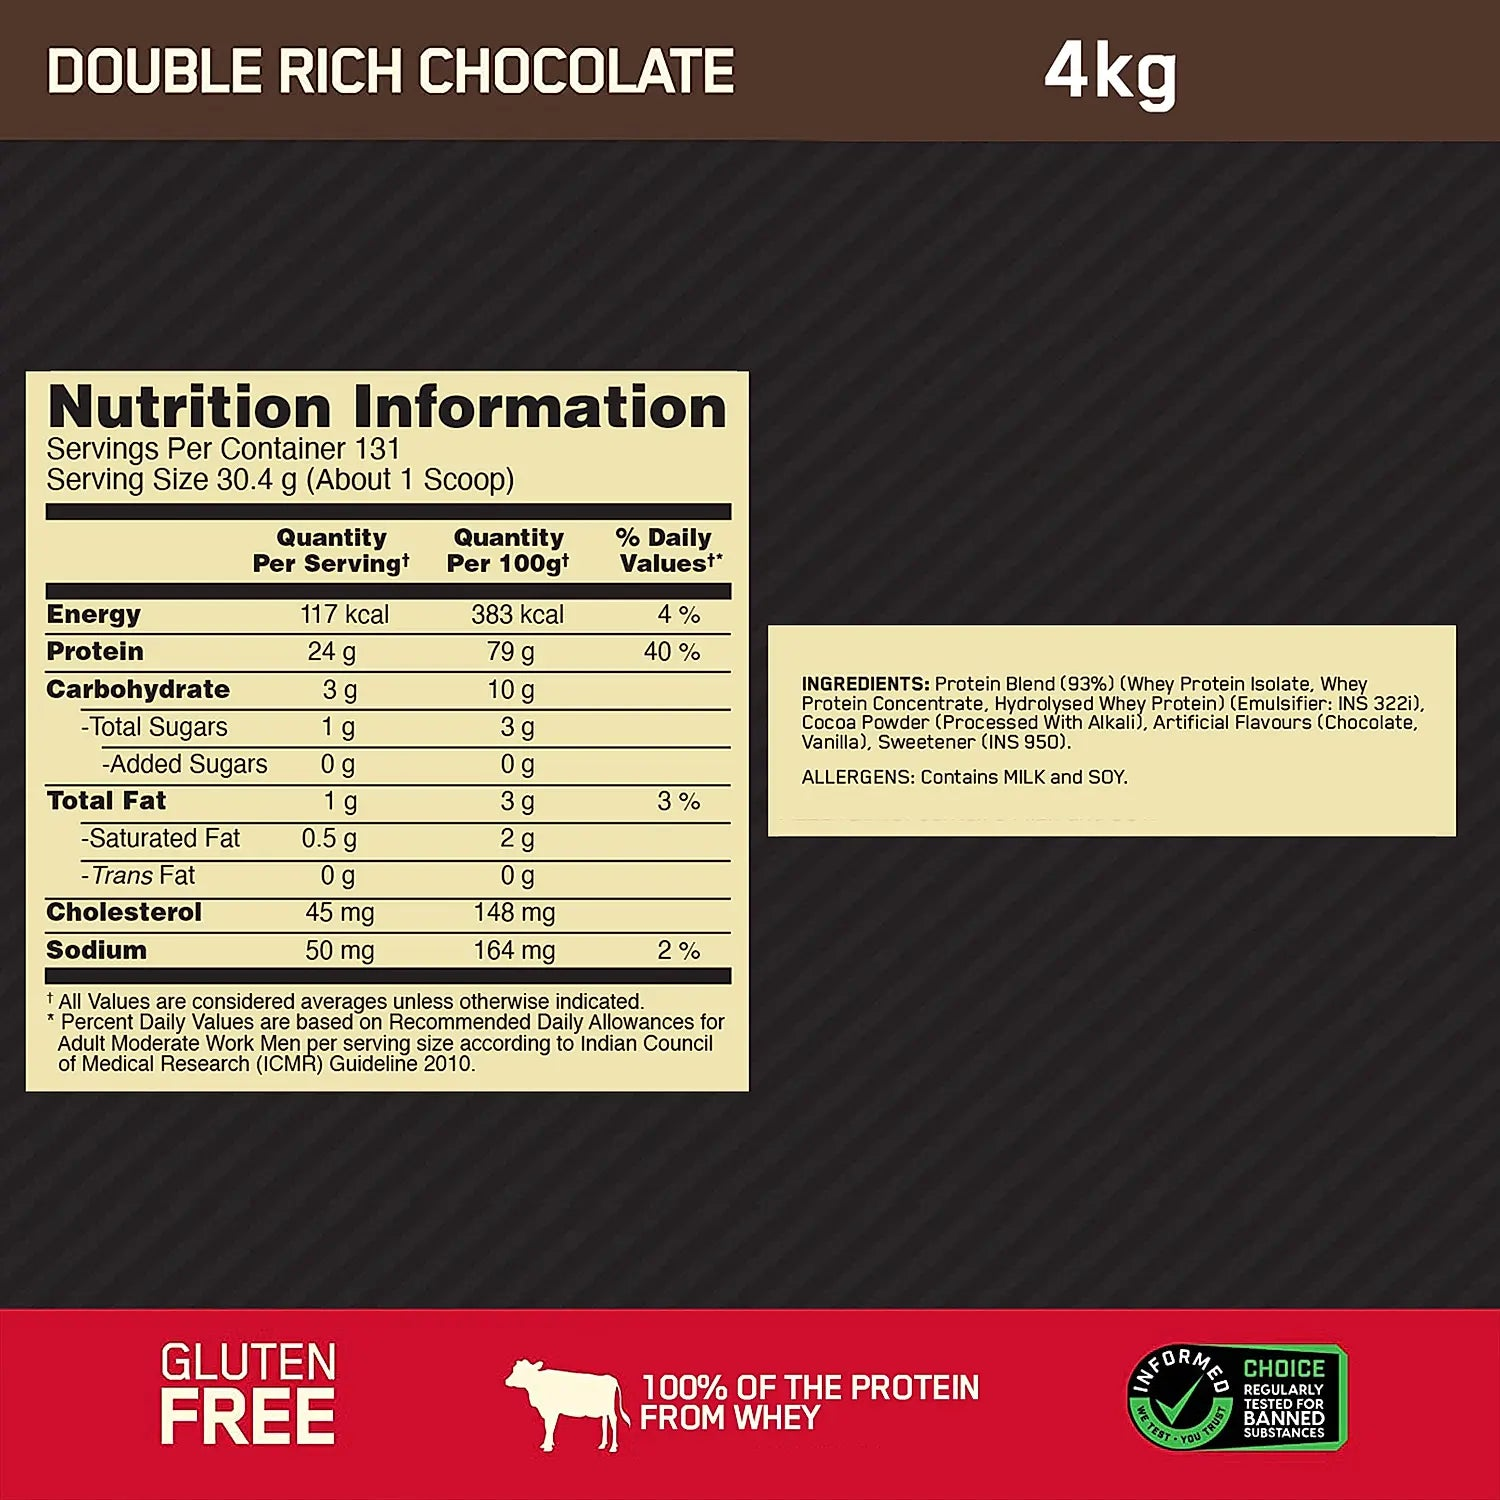 DOUBLE RICH CHOCOLATE 4kg
Nutrition Information
Servings Per Container 131
Serving Size 30.4 g (About 1 Scoop)
Quantity Per Serving† Quantity Per 100g† % Daily Values†*
Energy 117 kcal 383 kcal 4 %
Protein 24 g 79 g 40 %
Carbohydrate 3 g 10 g
-Total Sugars 1 g 3 g
-Added Sugars 0 g 0 g
Total Fat 1 g 3 g 3 %
-Saturated Fat 0.5 g 2 g
-Trans Fat 0 g 0 g
Cholesterol 45 mg 148 mg
Sodium 50 mg 164 mg 2 %
† All Values are considered averages unless otherwise indicated.
* Percent Daily Values are based on Recommended Daily Allowances for
Adult Moderate Work Men per serving size according to Indian Council
of Medical Research (ICMR) Guideline 2010.
INGREDIENTS: Protein Blend (93%) (Whey Protein Isolate, Whey
Protein Concentrate, Hydrolysed Whey Protein) (Emulsifier: INS 322i),
Cocoa Powder (Processed With Alkali), Artificial Flavours (Chocolate,
Vanilla), Sweetener (INS 950).
ALLERGENS: Contains MILK and SOY.
GLUTEN
FREE
100% OF THE PROTEIN
FROM WHEY
INFORMED
WE TEST • YOU TRUST
CHOICE
REGULARLY
TESTED FOR
BANNED
SUBSTANCES